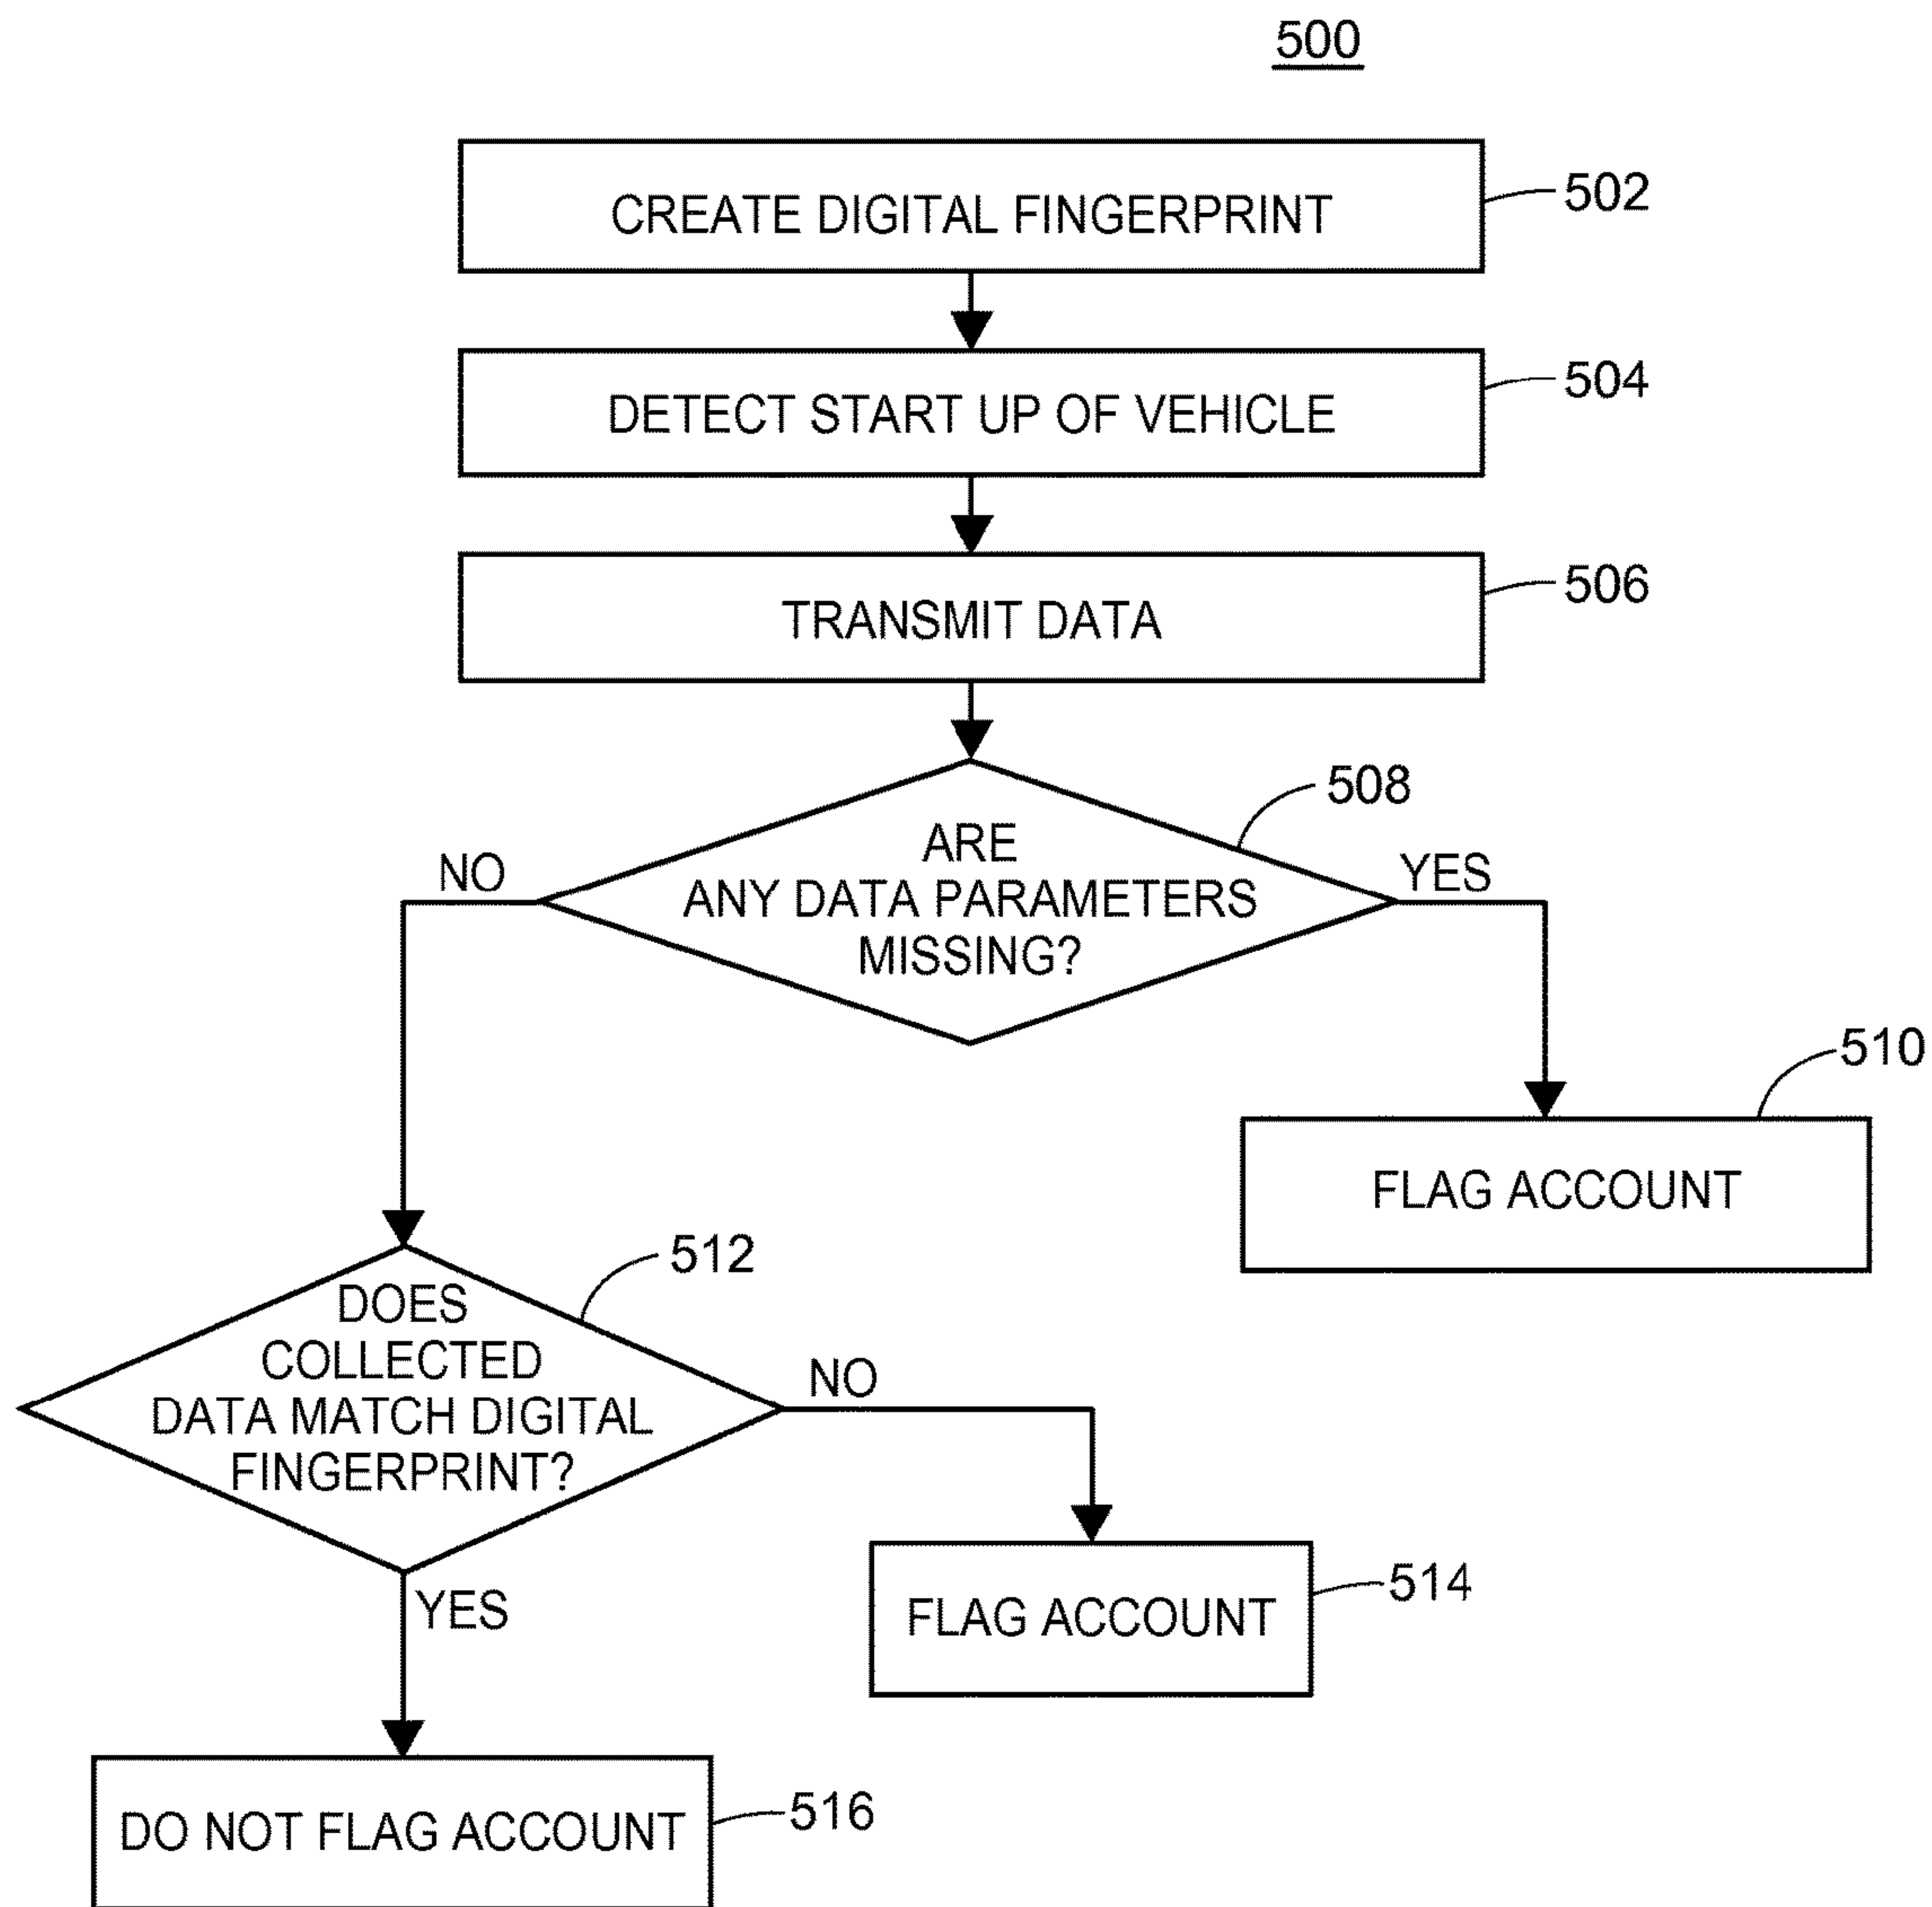 500
CREATE DIGITAL FINGERPRINT
502
DETECT START UP OF VEHICLE
504
TRANSMIT DATA
506
508
ARE
ANY DATA PARAMETERS
MISSING?
NO
YES
510
FLAG ACCOUNT
512
DOES
COLLECTED
DATA MATCH DIGITAL
FINGERPRINT?
NO
514
FLAG ACCOUNT
YES
DO NOT FLAG ACCOUNT
516